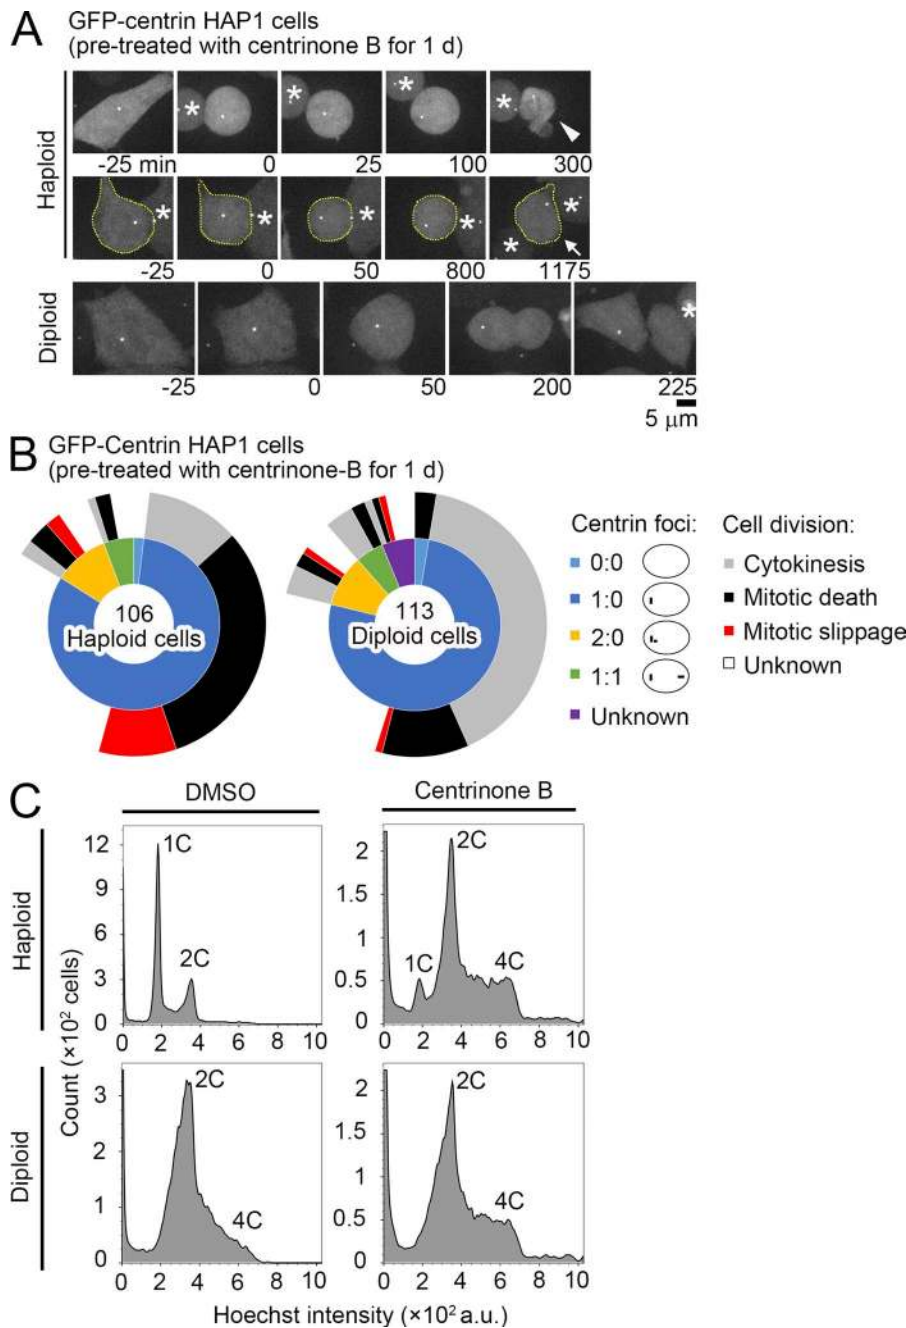 A
GFP-centrin HAP1 cells
(pre-treated with centrinone B for 1 d)
Haploid
* * * *
-25 min 0 25 100 300
* * * * * *
-25 0 50 800 1175
Diploid
*
-25 0 50 200 225
5 μm
B
GFP-Centrin HAP1 cells
(pre-treated with centrinone-B for 1 d)
106
Haploid cells
113
Diploid cells
Centrin foci:
0:0
1:0
2:0
1:1
Unknown
Cell division:
Cytokinesis
Mitotic death
Mitotic slippage
Unknown
C
DMSO
Centrinone B
Haploid
Diploid
Count (×10² cells)
12
9
6
3
0
1C
2C
0 2 4 6 8 10
2
1.5
1
0.5
0
1C
2C
4C
0 2 4 6 8 10
3
2
1
0
2C
4C
0 2 4 6 8 10
2
1.5
1
0.5
0
2C
4C
0 2 4 6 8 10
Hoechst intensity (×10² a.u.)